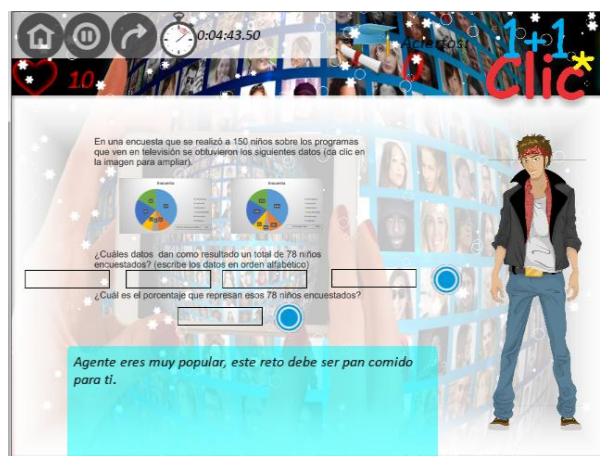 0:04:43.50
Aciertos:
1+1
Clic*
10
En una encuesta que se realizó a 150 niños sobre los programas
que ven en televisión se obtuvieron los siguientes datos (da clic en
la imagen para ampliar).
Encuesta
Encuesta
¿Cuáles datos dan como resultado un total de 78 niños
encuestados? (escribe los datos en orden alfabético)
¿Cuál es el porcentaje que represan esos 78 niños encuestados?
Agente eres muy popular, este reto debe ser pan comido
para ti.